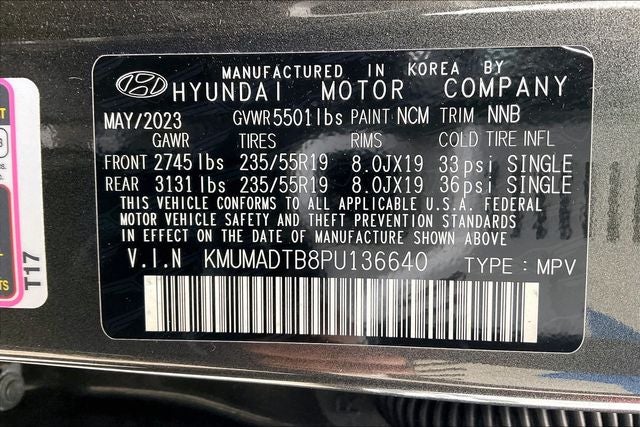 MANUFACTURED IN KOREA BY
HYUNDAI MOTOR COMPANY
MAY/2023 GVWR 5501 lbs PAINT NCM TRIM NNB
GAWR TIRES RIMS COLD TIRE INFL
FRONT 2745 lbs 235/55R19 8.0JX19 33 psi SINGLE
REAR 3131 lbs 235/55R19 8.0JX19 36 psi SINGLE
THIS VEHICLE CONFORMS TO ALL APPLICABLE U.S.A. FEDERAL
MOTOR VEHICLE SAFETY AND THEFT PREVENTION STANDARDS
IN EFFECT ON THE DATE OF MANUFACTURE SHOWN ABOVE
V.I.N KMUMADTB8PU136640 TYPE : MPV
T17